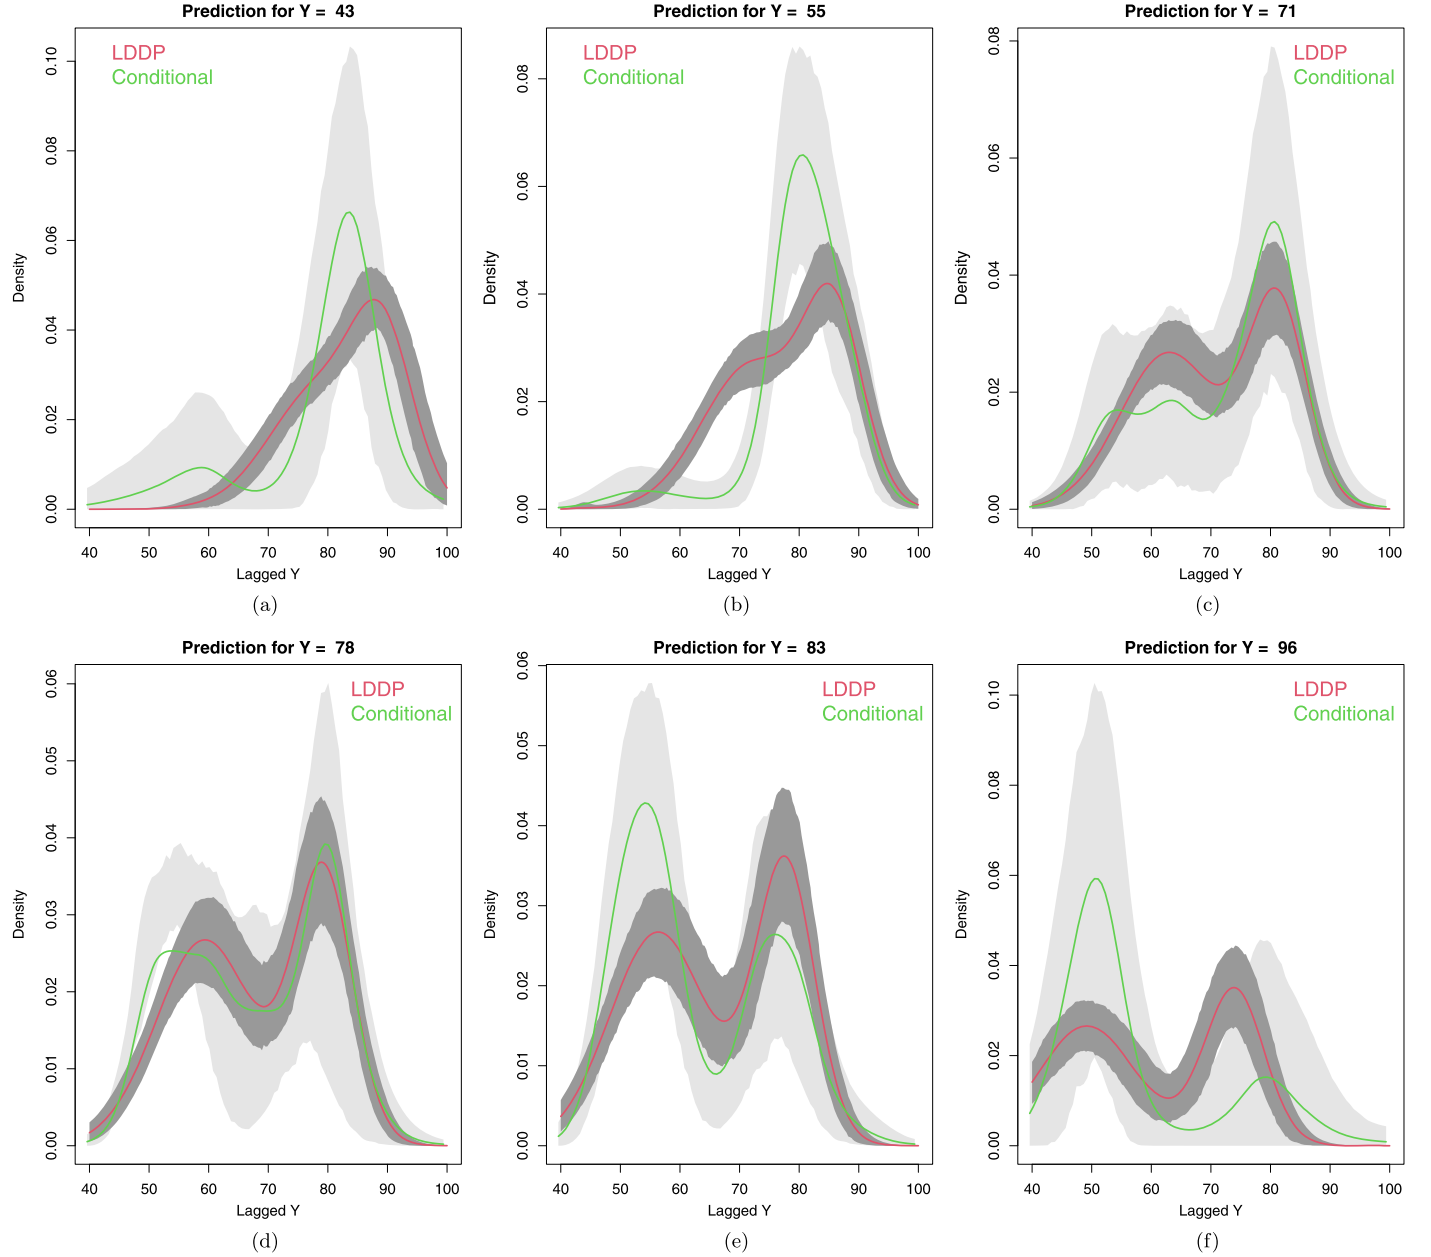 Prediction for Y = 43
LDDP
Conditional
Density
0.00 0.02 0.04 0.06 0.08 0.10
40 50 60 70 80 90 100
Lagged Y
(a)
Prediction for Y = 55
LDDP
Conditional
Density
0.00 0.02 0.04 0.06 0.08
40 50 60 70 80 90 100
Lagged Y
(b)
Prediction for Y = 71
LDDP
Conditional
Density
0.00 0.02 0.04 0.06 0.08
40 50 60 70 80 90 100
Lagged Y
(c)
Prediction for Y = 78
LDDP
Conditional
Density
0.00 0.01 0.02 0.03 0.04 0.05 0.06
40 50 60 70 80 90 100
Lagged Y
(d)
Prediction for Y = 83
LDDP
Conditional
Density
0.00 0.01 0.02 0.03 0.04 0.05 0.06
40 50 60 70 80 90 100
Lagged Y
(e)
Prediction for Y = 96
LDDP
Conditional
Density
0.00 0.02 0.04 0.06 0.08 0.10
40 50 60 70 80 90 100
Lagged Y
(f)